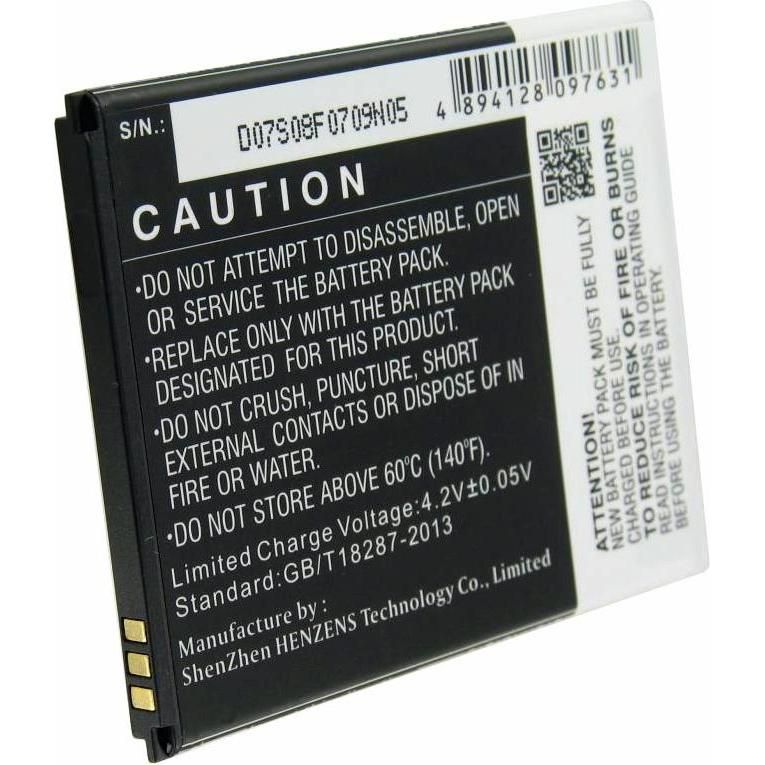 S/N.: D07S08F0709N05
4 894128 097631
CAUTION
•DO NOT ATTEMPT TO DISASSEMBLE, OPEN
OR SERVICE THE BATTERY PACK.
•REPLACE ONLY WITH THE BATTERY PACK
DESIGNATED FOR THIS PRODUCT.
•DO NOT CRUSH, PUNCTURE, SHORT
EXTERNAL CONTACTS OR DISPOSE OF IN
FIRE OR WATER.
•DO NOT STORE ABOVE 60°C (140°F).
Limited Charge Voltage:4.2V±0.05V
Standard:GB/T18287-2013
Manufacture by :
ShenZhen HENZENS Technology Co., Limited
ATTENTION!
NEW BATTERY PACK MUST BE FULLY
CHARGED BEFORE USE.
TO REDUCE RISK OF FIRE OR BURNS
READ INSTRUCTIONS IN OPERATING GUIDE
BEFORE USING THE BATTERY.